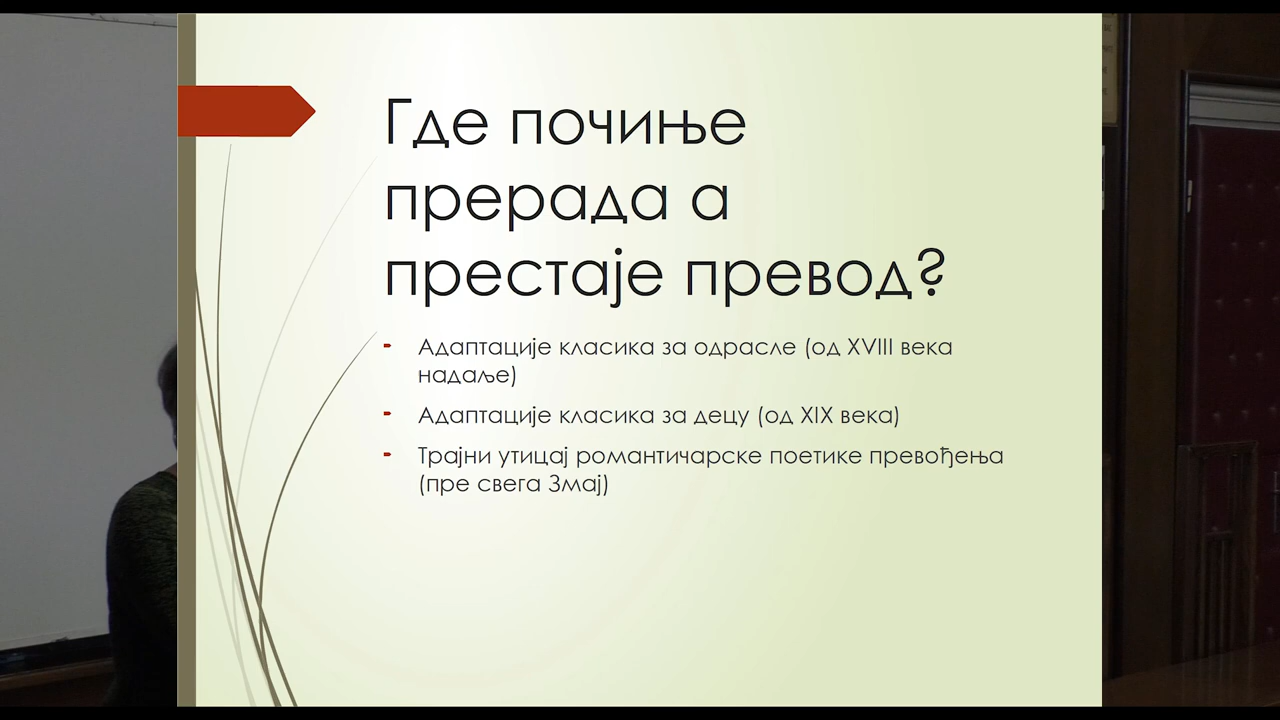 Где почиње
прерада а
престаје превод?
Адаптације класика за одрасле (од XVIII века
надаље)
Адаптације класика за децу (од XIX века)
Трајни утицај романтичарске поетике превођења
(пре свега Змај)